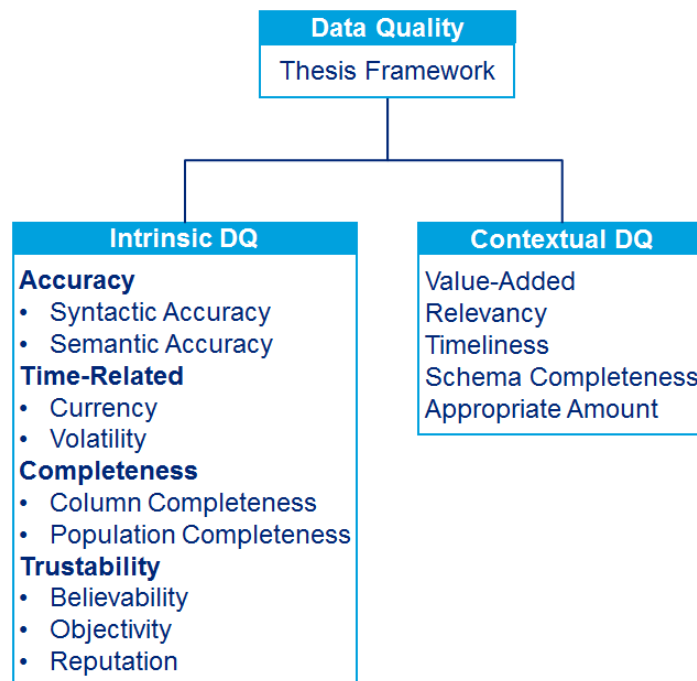 Data Quality
Thesis Framework
Intrinsic DQ
Accuracy
• Syntactic Accuracy
• Semantic Accuracy
Time-Related
• Currency
• Volatility
Completeness
• Column Completeness
• Population Completeness
Trustability
• Believability
• Objectivity
• Reputation
Contextual DQ
Value-Added
Relevancy
Timeliness
Schema Completeness
Appropriate Amount